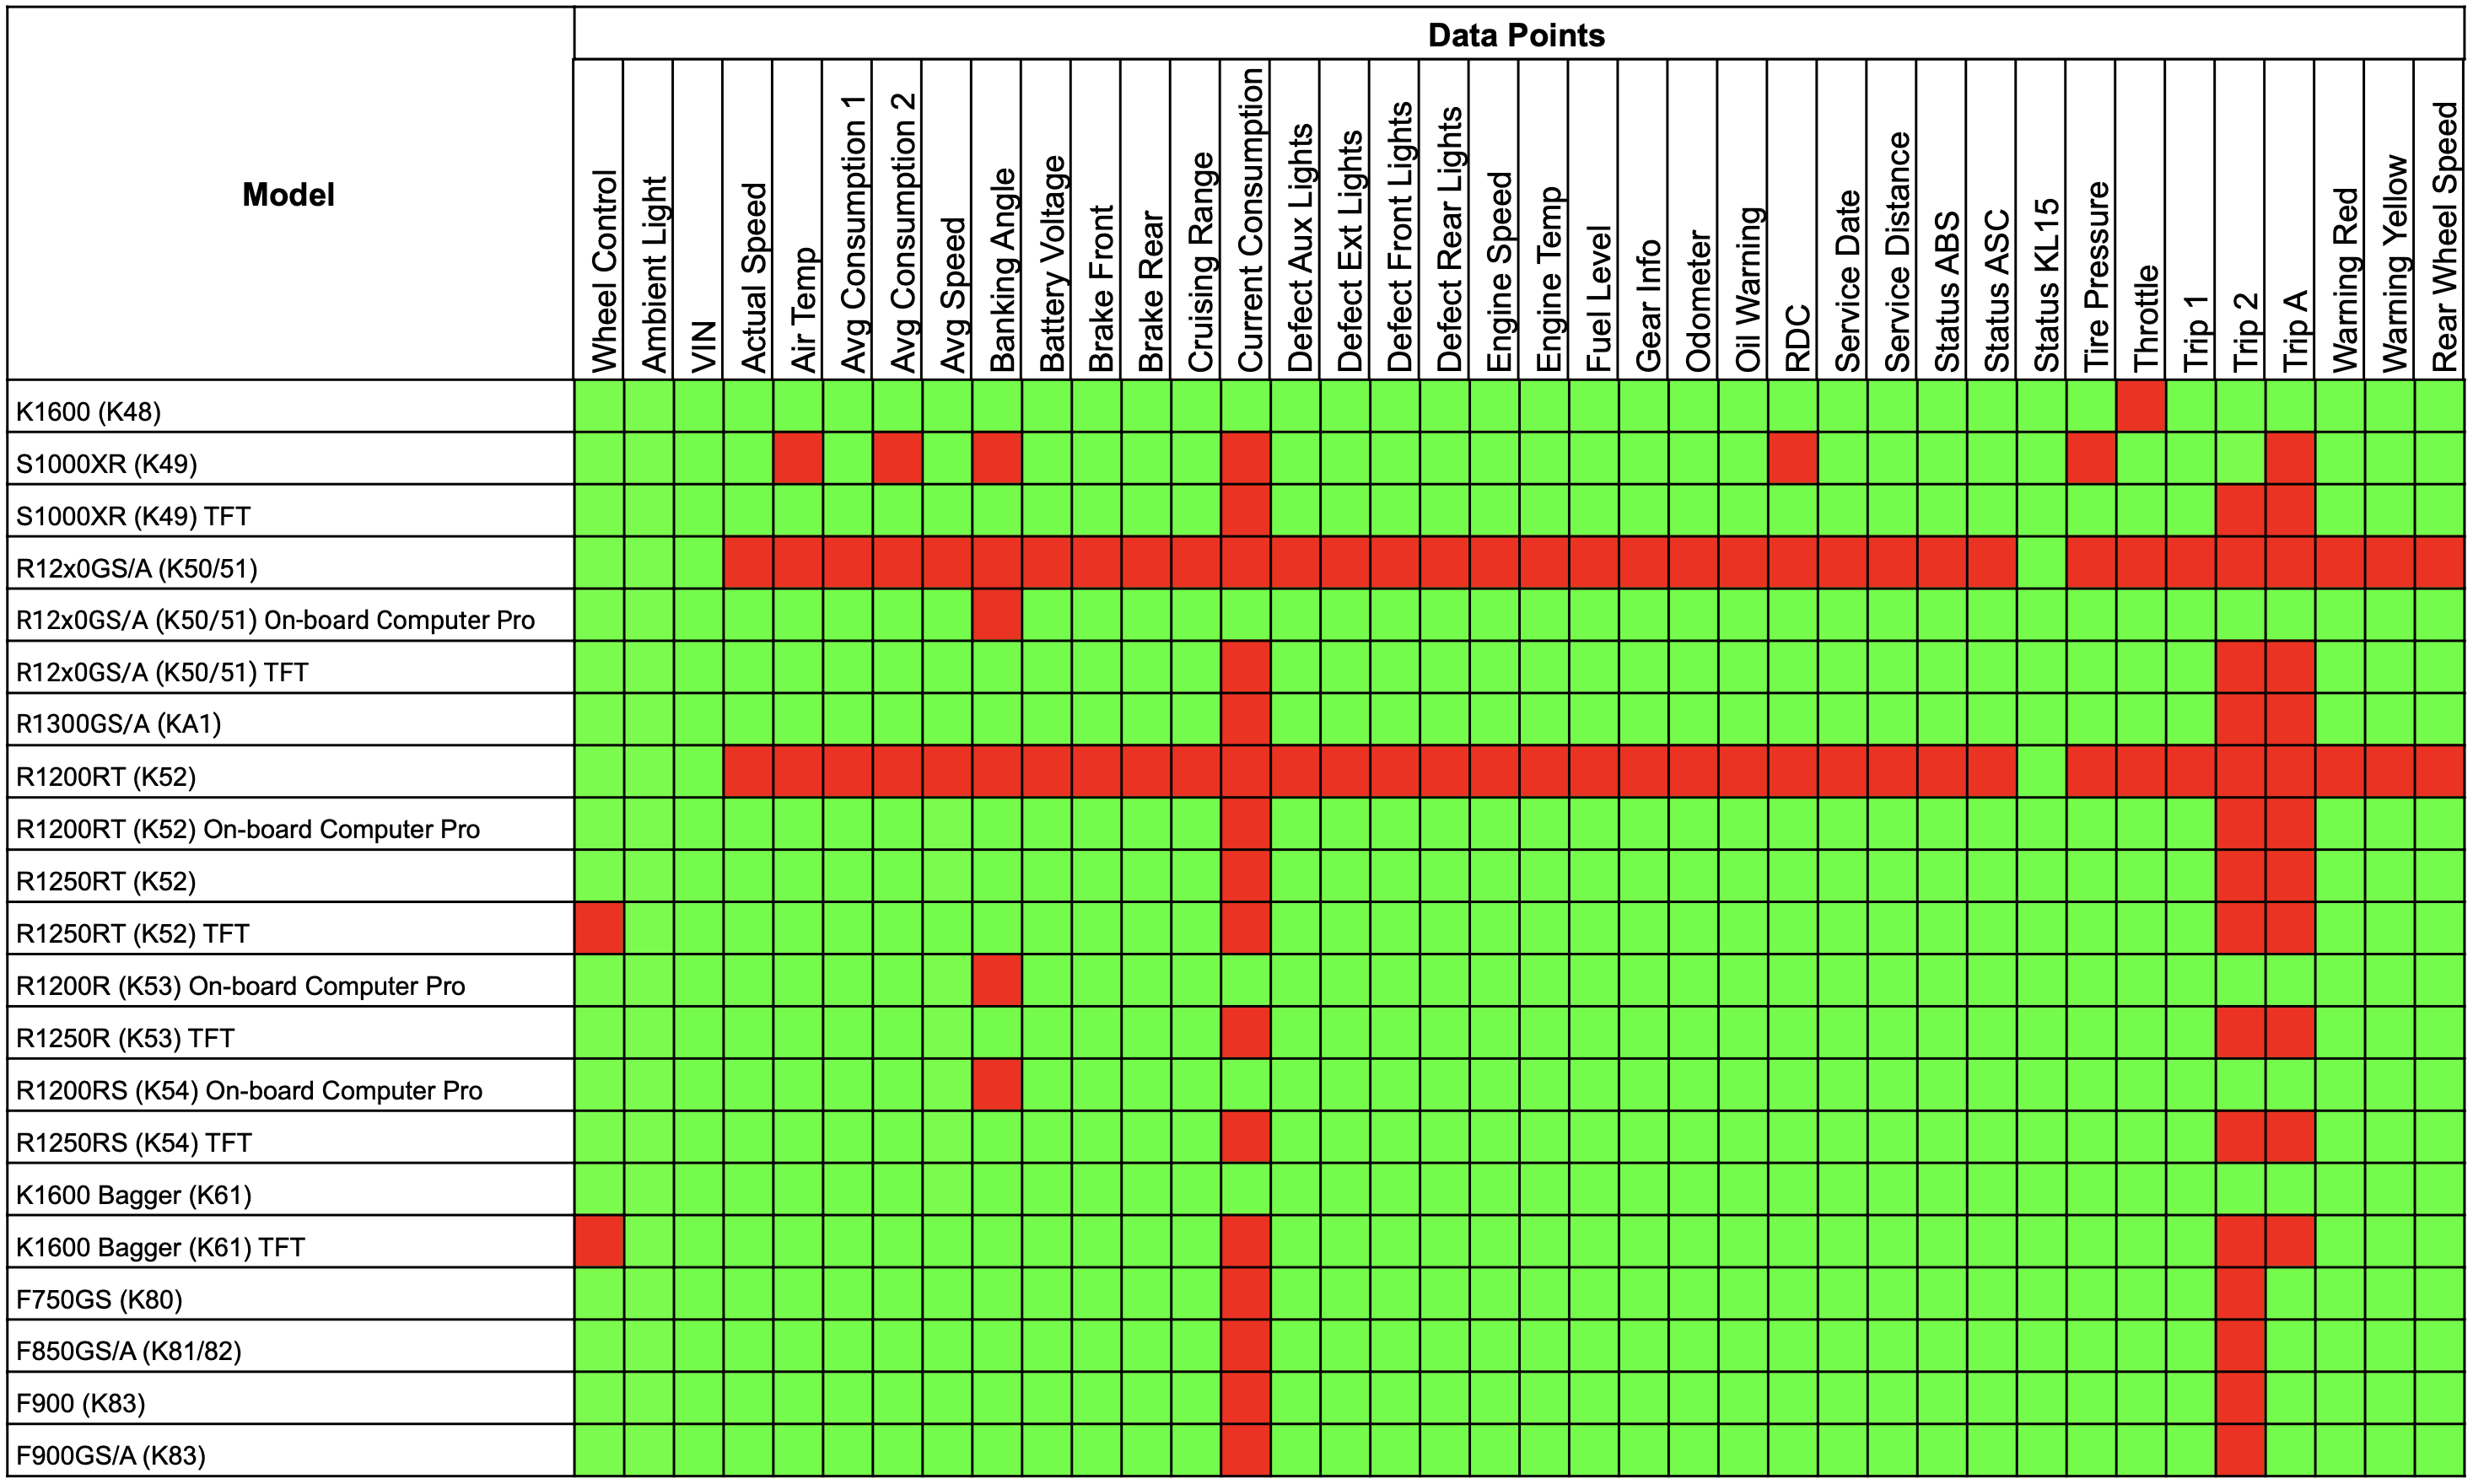 Data Points
Model
Wheel Control
Ambient Light
VIN
Actual Speed
Air Temp
Avg Consumption 1
Avg Consumption 2
Avg Speed
Banking Angle
Battery Voltage
Brake Front
Brake Rear
Cruising Range
Current Consumption
Defect Aux Lights
Defect Ext Lights
Defect Front Lights
Defect Rear Lights
Engine Speed
Engine Temp
Fuel Level
Gear Info
Odometer
Oil Warning
RDC
Service Date
Service Distance
Status ABS
Status ASC
Status KL15
Tire Pressure
Throttle
Trip 1
Trip 2
Trip A
Warning Red
Warning Yellow
Rear Wheel Speed
K1600 (K48)
S1000XR (K49)
S1000XR (K49) TFT
R12x0GS/A (K50/51)
R12x0GS/A (K50/51) On-board Computer Pro
R12x0GS/A (K50/51) TFT
R1300GS/A (KA1)
R1200RT (K52)
R1200RT (K52) On-board Computer Pro
R1250RT (K52)
R1250RT (K52) TFT
R1200R (K53) On-board Computer Pro
R1250R (K53) TFT
R1200RS (K54) On-board Computer Pro
R1250RS (K54) TFT
K1600 Bagger (K61)
K1600 Bagger (K61) TFT
F750GS (K80)
F850GS/A (K81/82)
F900 (K83)
F900GS/A (K83)